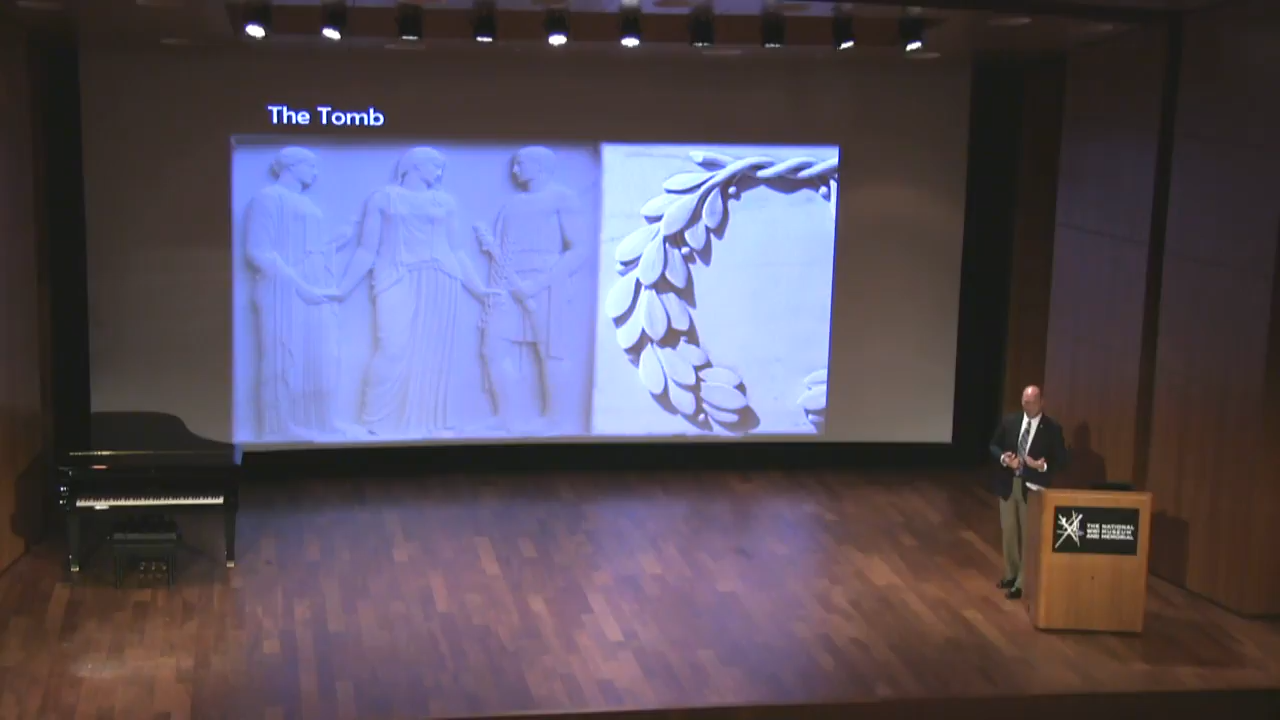 The Tomb
THE NATIONAL
WWI MUSEUM
AND MEMORIAL